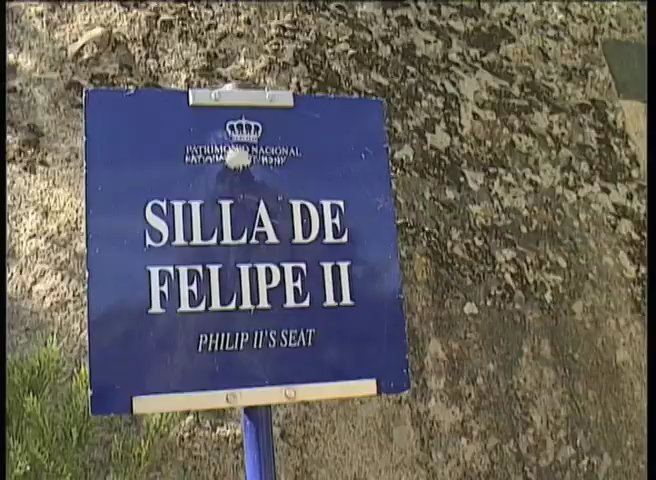 PATRIMONIO NACIONAL
SILLA DE
FELIPE II
PHILIP II'S SEAT